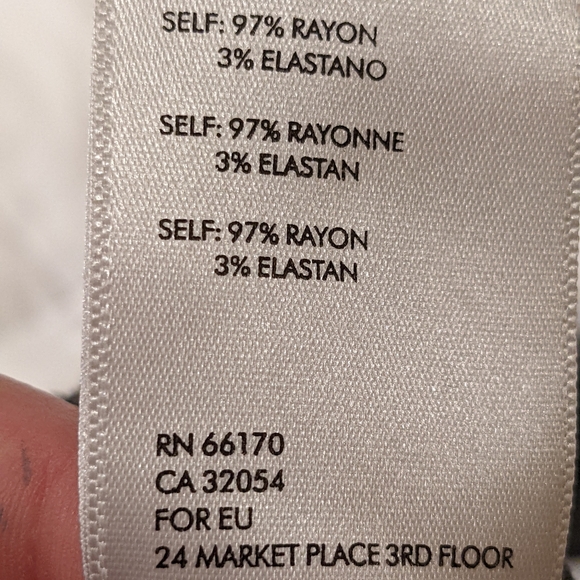 SELF: 97% RAYON
3% ELASTANO
SELF: 97% RAYONNE
3% ELASTAN
SELF: 97% RAYON
3% ELASTAN
RN 66170
CA 32054
FOR EU
24 MARKET PLACE 3RD FLOOR